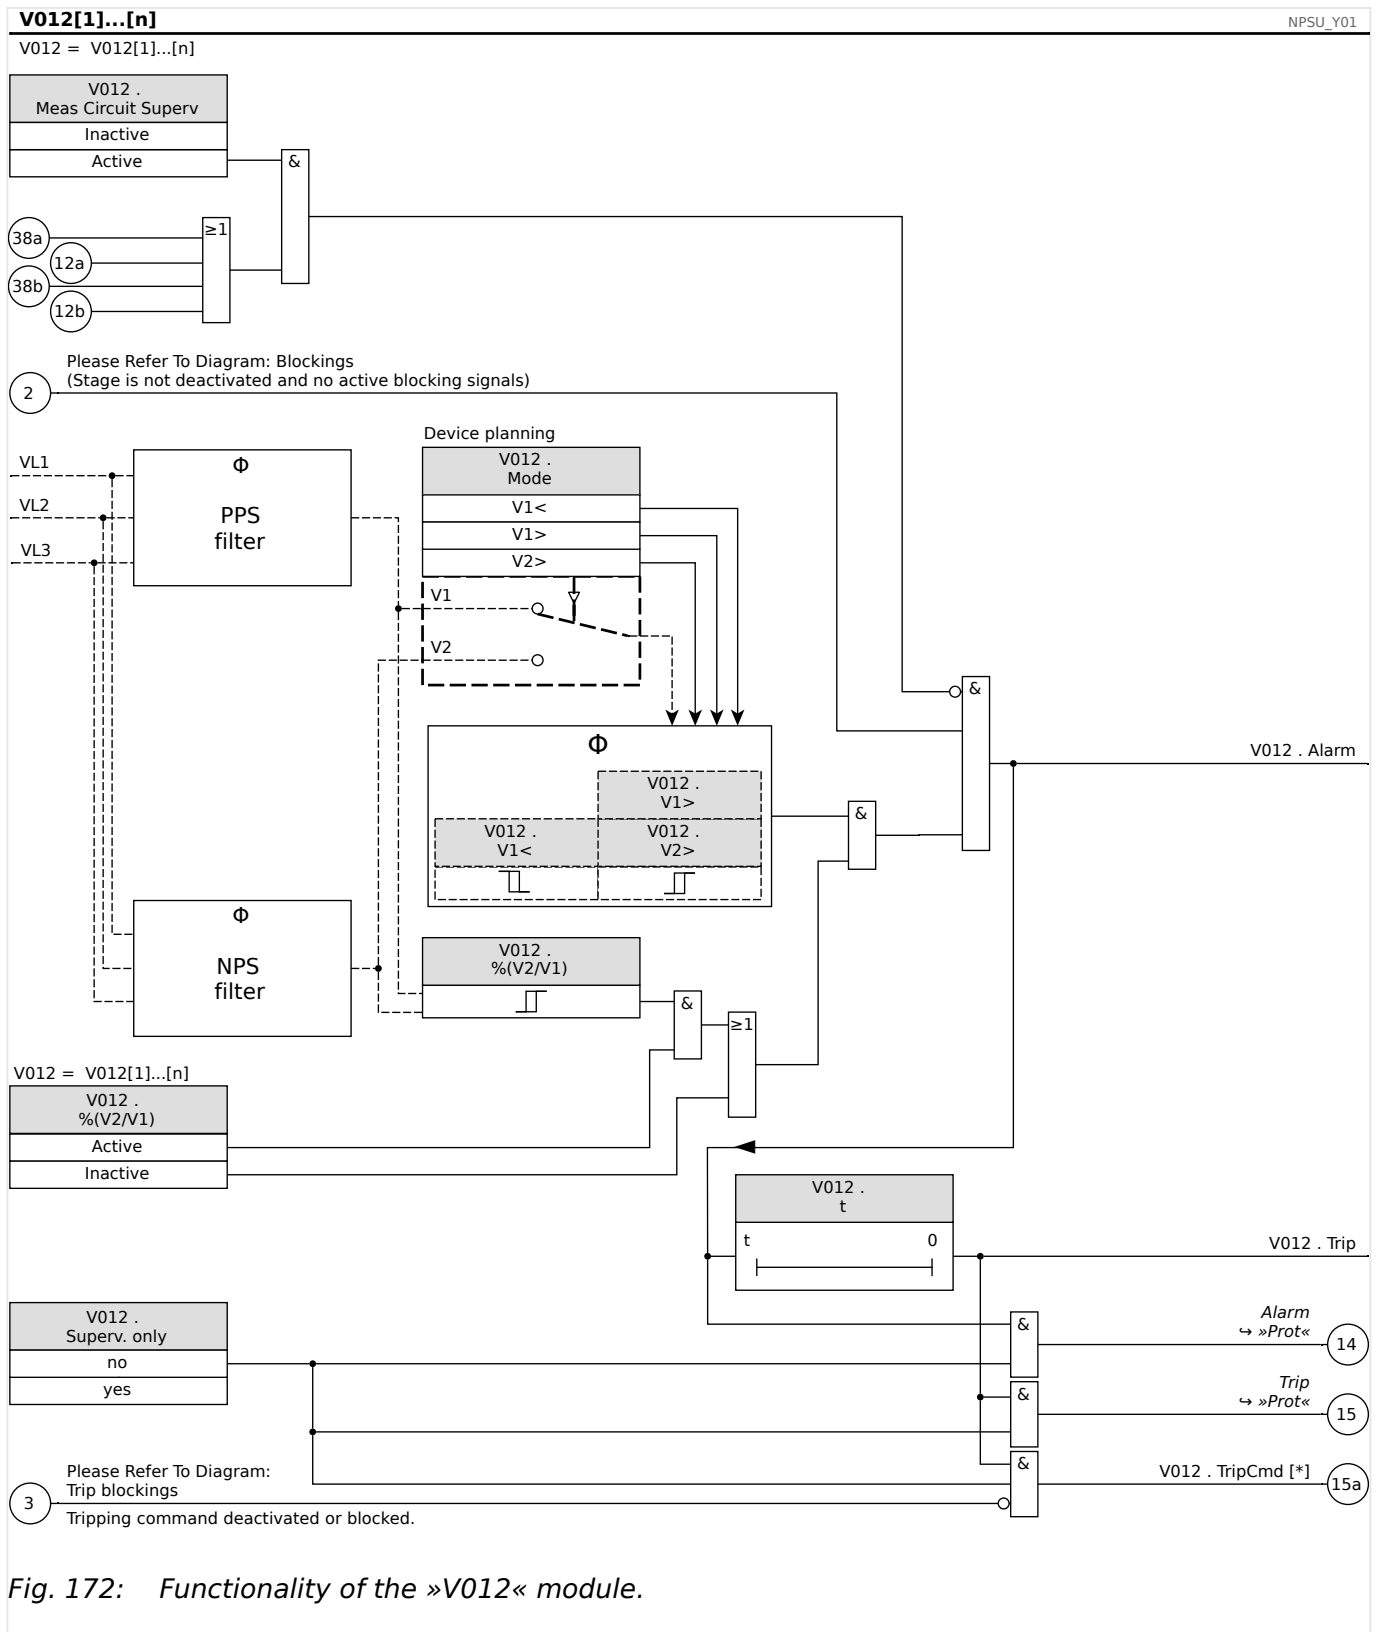 V012[1]...[n]
NPSU_Y01
V012 = V012[1]...[n]
V012 .
Meas Circuit Superv
Inactive
Active
&
38a
≥1
12a
38b
12b
Please Refer To Diagram: Blockings
(Stage is not deactivated and no active blocking signals)
2
Device planning
VL1
VL2
VL3
Φ
PPS
filter
V012 .
Mode
V1<
V1>
V2>
V1
V2
&
V012 . Alarm
Φ
V012 .
V1>
V012 .
V1<
V012 .
V2>
&
Φ
NPS
filter
V012 .
%(V2/V1)
&
≥1
V012 = V012[1]...[n]
V012 .
%(V2/V1)
Active
Inactive
V012 .
t
t
0
V012 . Trip
V012 .
Superv. only
no
yes
&
Alarm
↪ »Prot«
14
&
Trip
↪ »Prot«
15
&
V012 . TripCmd [*]
15a
Please Refer To Diagram:
Trip blockings
3
Tripping command deactivated or blocked.
Fig. 172: Functionality of the »V012« module.